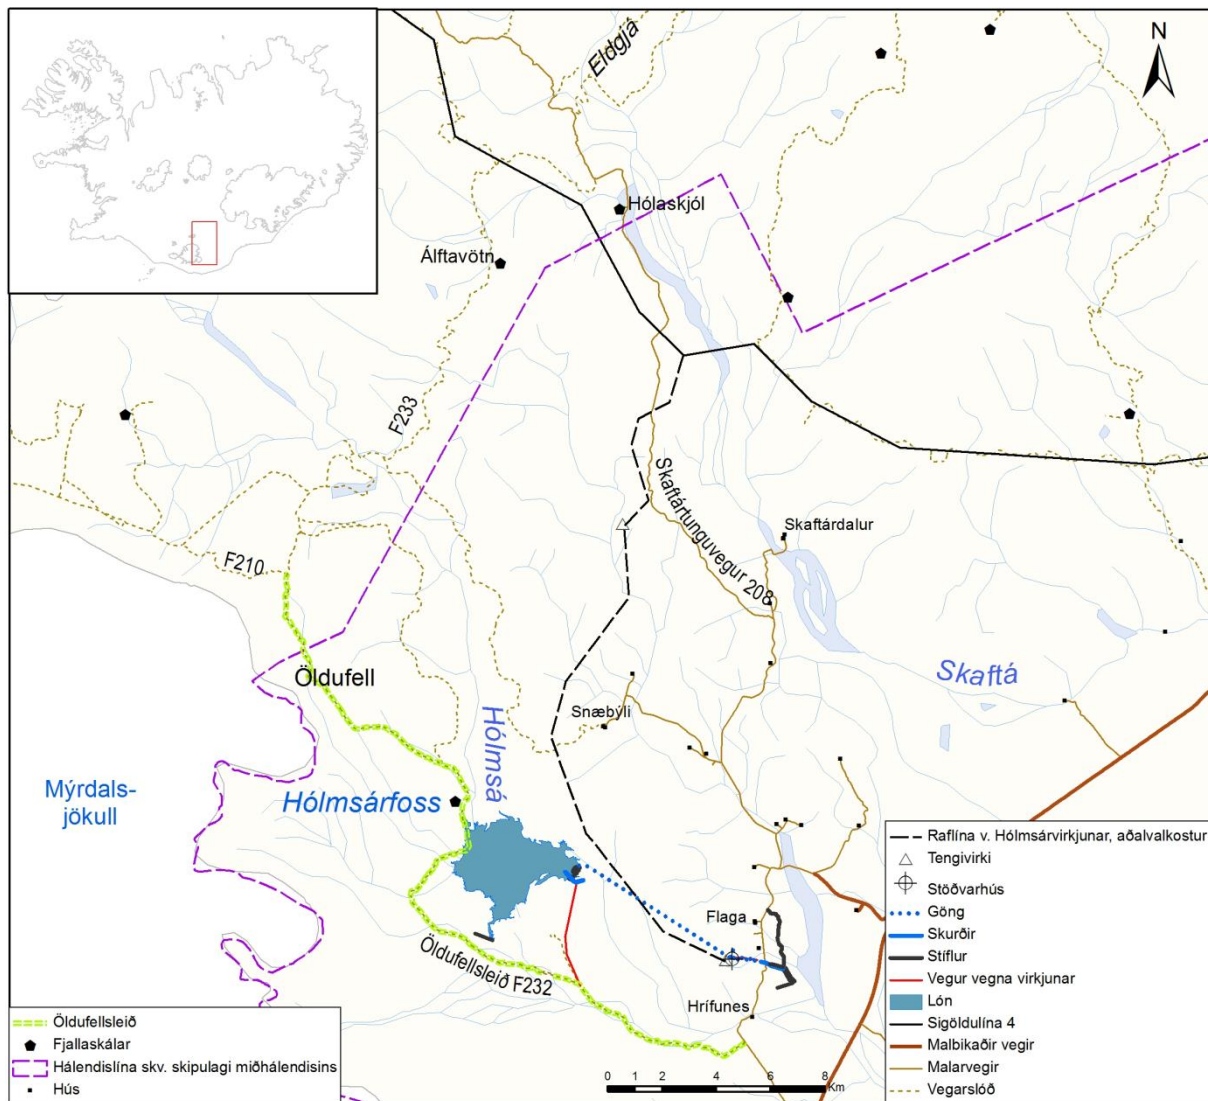 N
Eldgjá
Hólaskjól
Álftavötn
F233
Skaftártunguvegur 208
Skaftárdalur
F210
Öldufell
Skaftá
Snæbýli
Hólmsá
Mýrdals-
jökull
Hólmsárfoss
Flaga
Öldufellsleið F232
Hrífunes
Raflína v. Hólmsárvirkjunar, aðalvalkostur
Tengivirki
Stöðvarhús
Göng
Skurðir
Stíflur
Vegur vegna virkjunar
Lón
Sigöldulína 4
Malbikaðir vegir
Malarvegir
Vegarslóð
Öldufellsleið
Fjallaskálar
Hálendislína skv. skipulagi miðhálendisins
Hús
0 1 2 4 6 8
Km